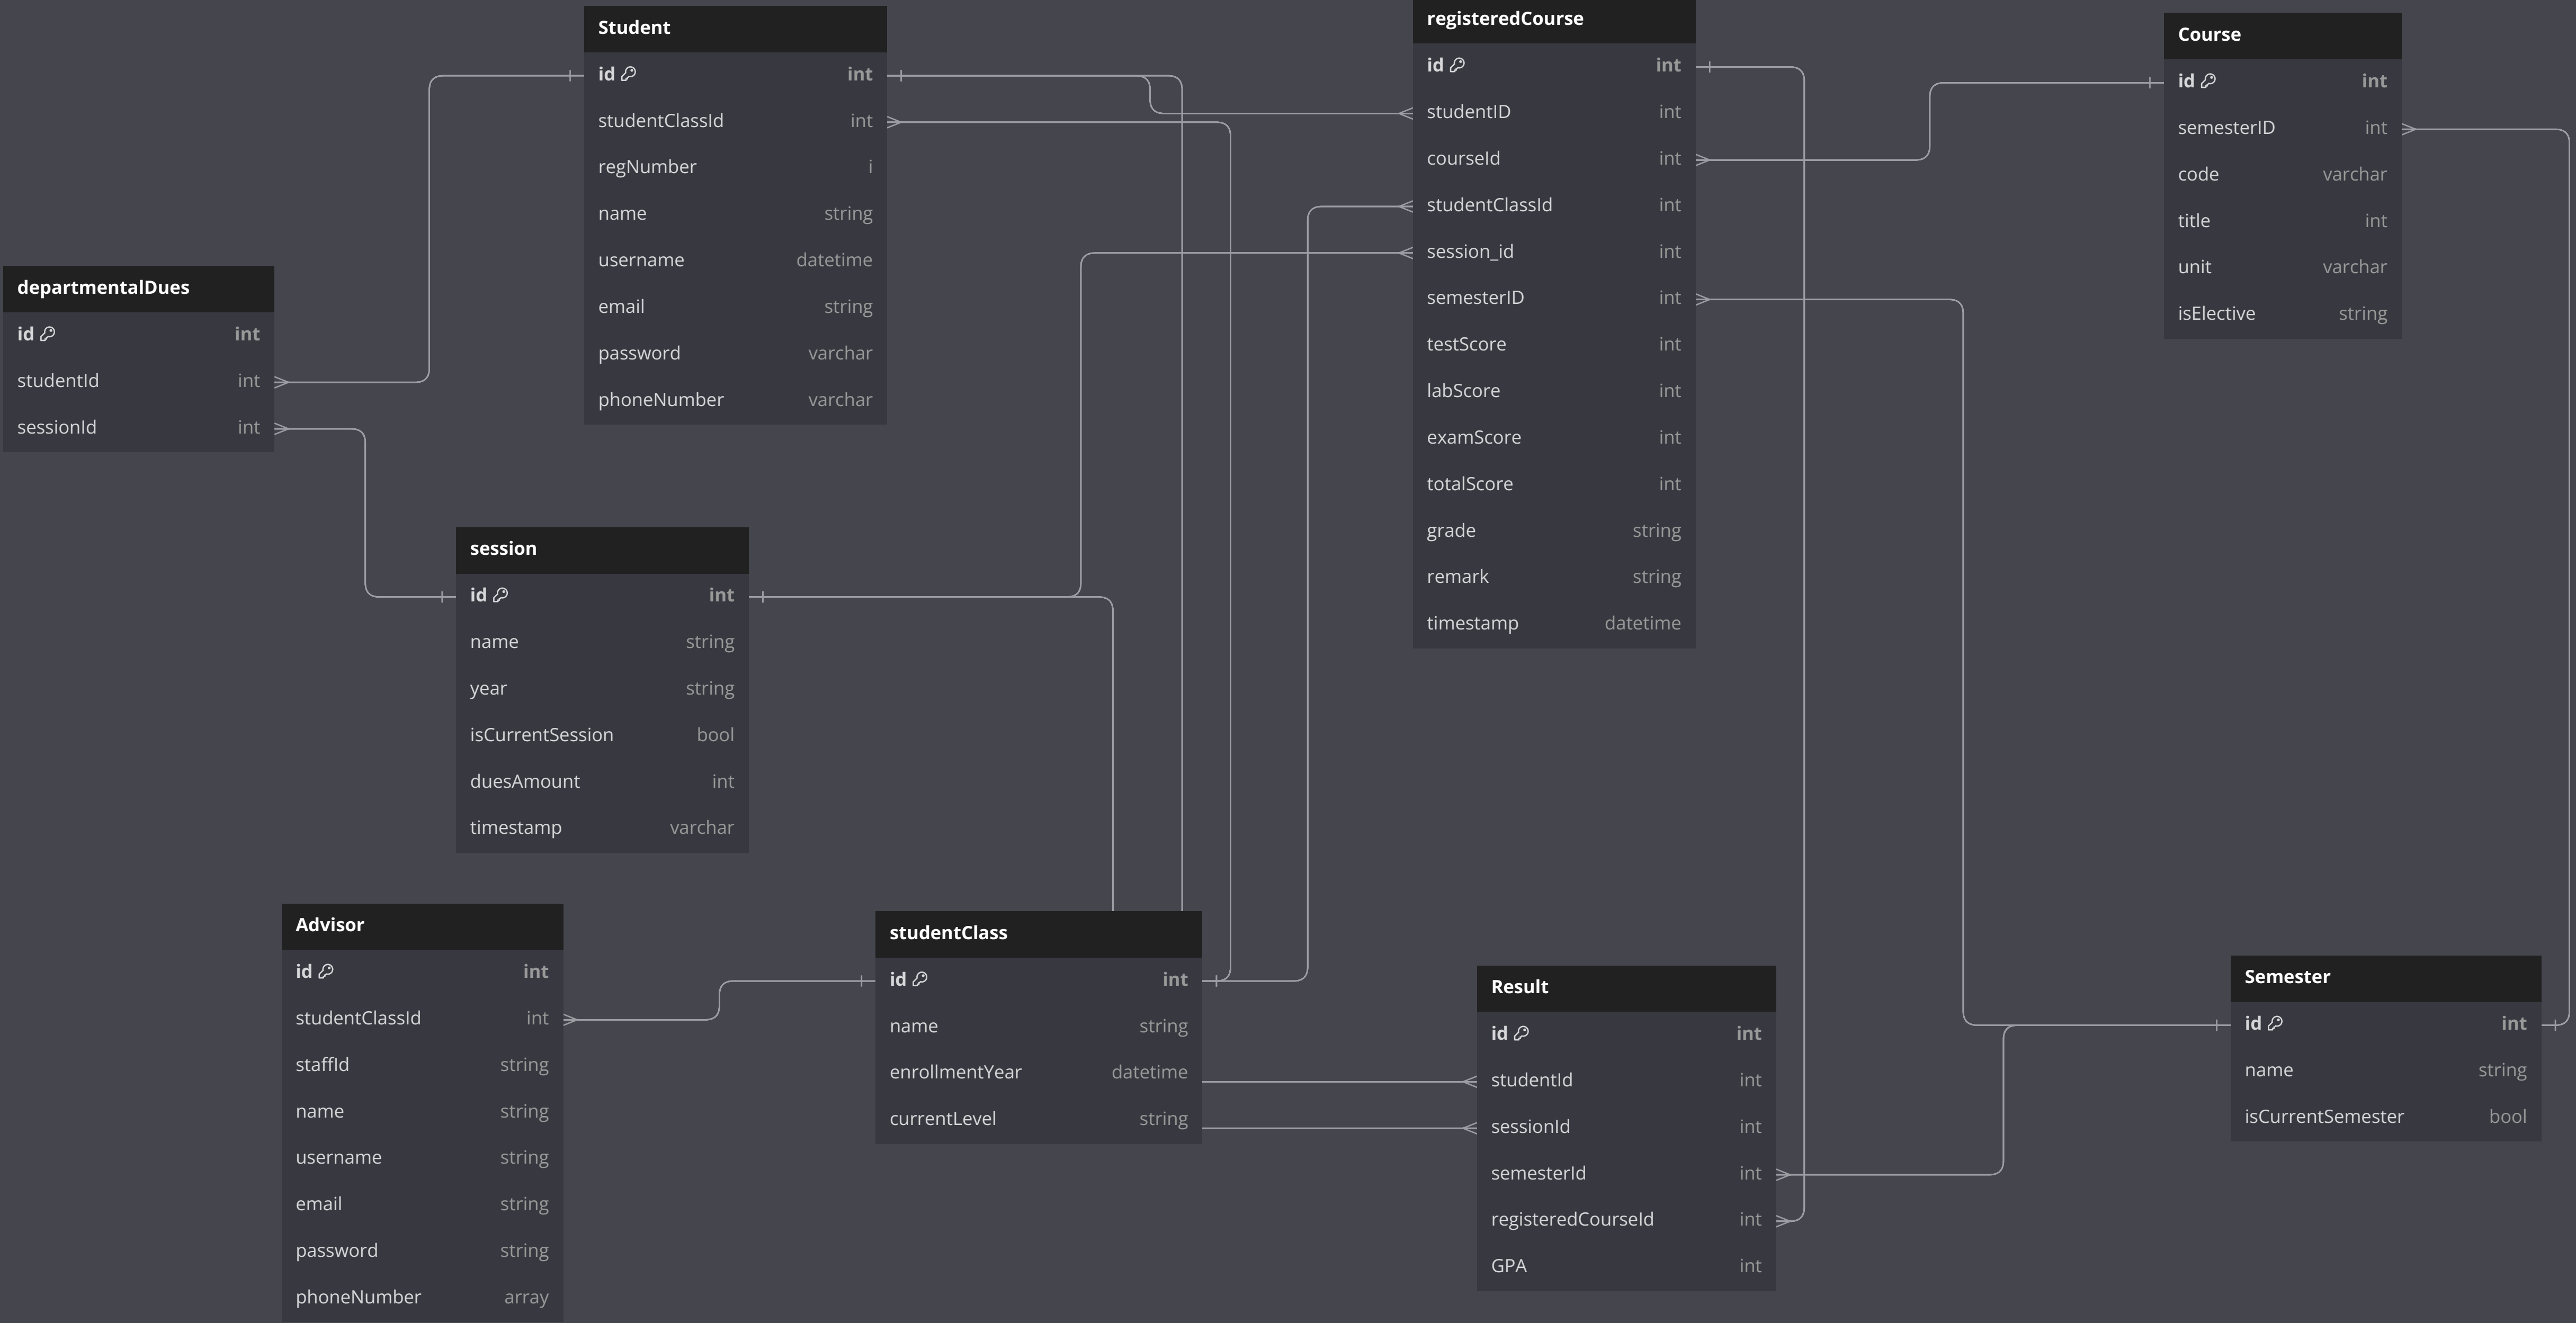 Student
id int
studentClassId int
regNumber i
name string
username datetime
email string
password varchar
phoneNumber varchar
registeredCourse
id int
studentID int
courseId int
studentClassId int
session_id int
semesterID int
testScore int
labScore int
examScore int
totalScore int
grade string
remark string
timestamp datetime
Course
id int
semesterID int
code varchar
title int
unit varchar
isElective string
departmentalDues
id int
studentId int
sessionId int
session
id int
name string
year string
isCurrentSession bool
duesAmount int
timestamp varchar
Advisor
id int
studentClassId int
staffId string
name string
username string
email string
password string
phoneNumber array
studentClass
id int
name string
enrollmentYear datetime
currentLevel string
Result
id int
studentId int
sessionId int
semesterId int
registeredCourseId int
GPA int
Semester
id int
name string
isCurrentSemester bool